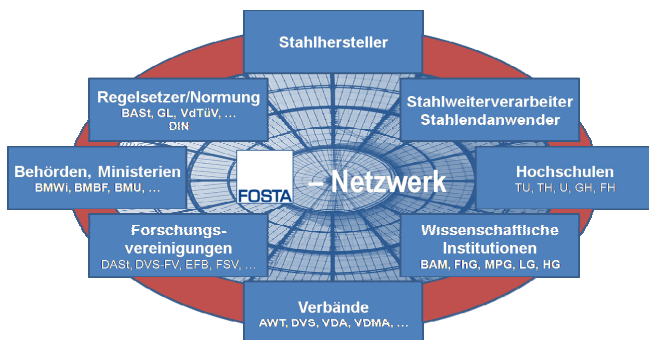 Stahlhersteller
Regelsetzer/Normung
BASt, GL, VdTüV, ...
DIN
Stahlweiterverarbeiter
Stahlendanwender
Behörden, Ministerien
BMWi, BMBF, BMU, ...
FOSTA
– Netzwerk
Hochschulen
TU, TH, U, GH, FH
Forschungs-
vereinigungen
DASt, DVS-FV, EFB, FSV, ...
Wissenschaftliche
Institutionen
BAM, FhG, MPG, LG, HG
Verbände
AWT, DVS, VDA, VDMA, ...